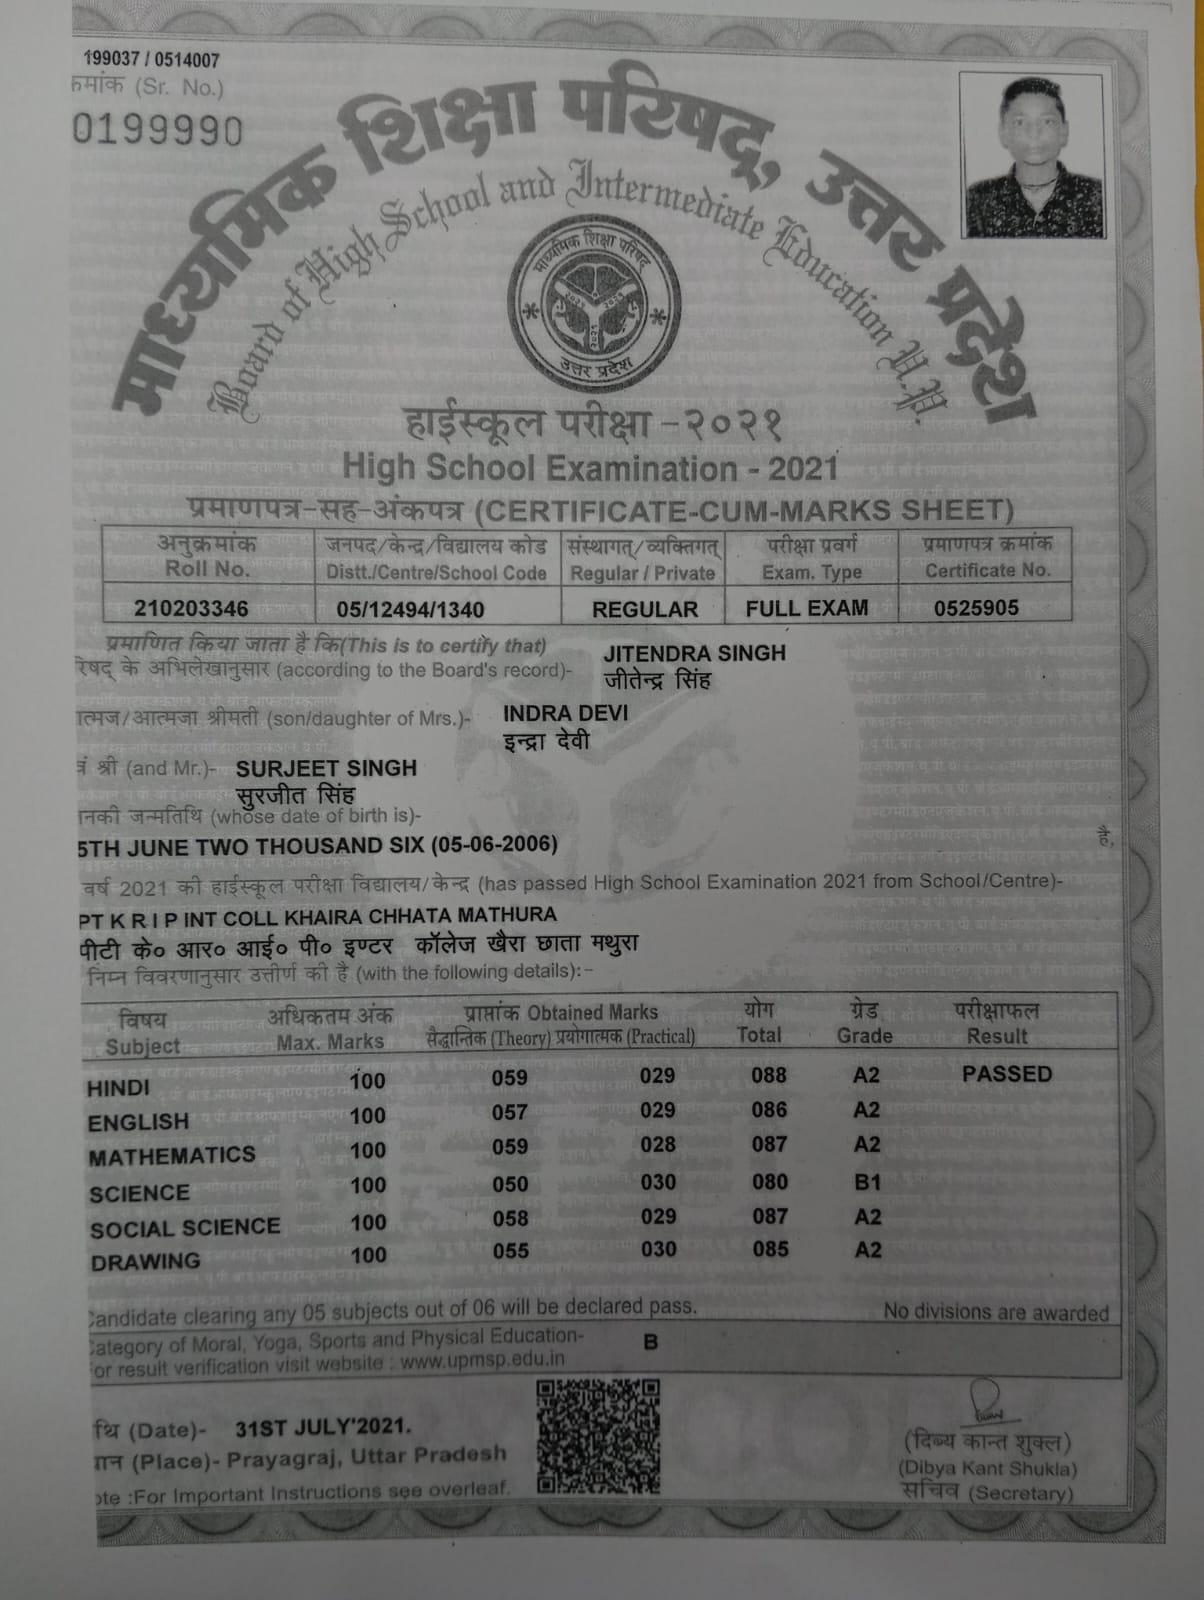 199037 / 0514007
क्रमांक (Sr. No.)
0199990
माध्यमिक शिक्षा परिषद्, उत्तर प्रदेश
Board of High School and Intermediate Education U.P.
माध्यमिक शिक्षा परिषद्
उत्तर प्रदेश
हाईस्कूल परीक्षा -२०२१
High School Examination - 2021
प्रमाणपत्र-सह-अंकपत्र (CERTIFICATE-CUM-MARKS SHEET)
अनुक्रमांक जनपद/केन्द्र/विद्यालय कोड संस्थागत्/व्यक्तिगत् परीक्षा प्रवर्ग प्रमाणपत्र क्रमांक
Roll No. Distt./Centre/School Code Regular / Private Exam. Type Certificate No.
210203346 05/12494/1340 REGULAR FULL EXAM 0525905
प्रमाणित किया जाता है कि(This is to certify that) JITENDRA SINGH
रिषद् के अभिलेखानुसार (according to the Board's record)- जीतेन्द्र सिंह
त्मज/आत्मजा श्रीमती (son/daughter of Mrs.)- INDRA DEVI
इन्द्रा देवी
वं श्री (and Mr.)- SURJEET SINGH
सुरजीत सिंह
नकी जन्मतिथि (whose date of birth is)-
5TH JUNE TWO THOUSAND SIX (05-06-2006) है,
वर्ष 2021 की हाईस्कूल परीक्षा विद्यालय/केन्द्र (has passed High School Examination 2021 from School/Centre)-
PT K R I P INT COLL KHAIRA CHHATA MATHURA
पीटी के० आर० आई० पी० इण्टर कॉलेज खैरा छाता मथुरा
निम्न विवरणानुसार उत्तीर्ण की है (with the following details):-
विषय अधिकतम अंक प्राप्तांक Obtained Marks योग ग्रेड परीक्षाफल
Subject Max. Marks सैद्धान्तिक (Theory) प्रयोगात्मक (Practical) Total Grade Result
HINDI 100 059 029 088 A2 PASSED
ENGLISH 100 057 029 086 A2
MATHEMATICS 100 059 028 087 A2
SCIENCE 100 050 030 080 B1
SOCIAL SCIENCE 100 058 029 087 A2
DRAWING 100 055 030 085 A2
Candidate clearing any 05 subjects out of 06 will be declared pass. No divisions are awarded
Category of Moral, Yoga, Sports and Physical Education- B
For result verification visit website : www.upmsp.edu.in
थि (Date)- 31ST JULY'2021.
ान (Place)- Prayagraj, Uttar Pradesh
ote :For Important Instructions see overleaf.
(दिब्य कान्त शुक्ल)
(Dibya Kant Shukla)
सचिव (Secretary)